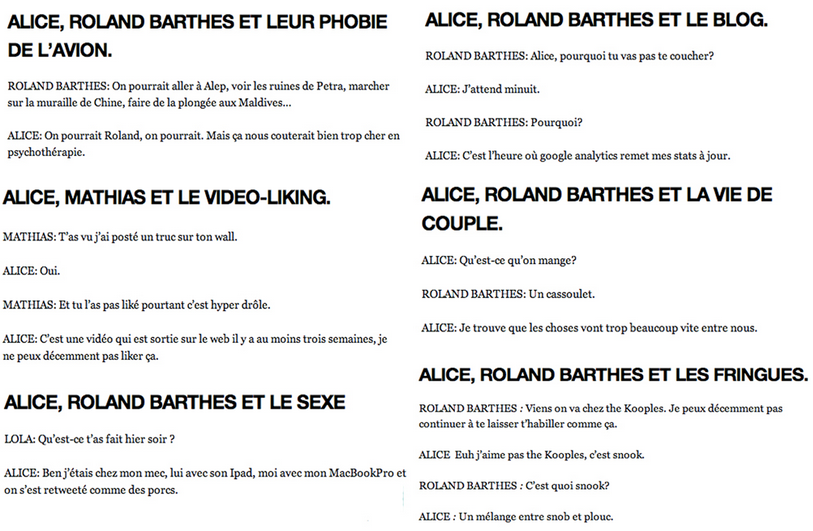 ALICE, ROLAND BARTHES ET LEUR PHOBIE
DE L'AVION.
ROLAND BARTHES: On pourrait aller à Alep, voir les ruines de Petra, marcher
sur la muraille de Chine, faire de la plongée aux Maldives...
ALICE: On pourrait Roland, on pourrait. Mais ça nous couterait bien trop cher en
psychothérapie.
ALICE, MATHIAS ET LE VIDEO-LIKING.
MATHIAS: T'as vu j'ai posté un truc sur ton wall.
ALICE: Oui.
MATHIAS: Et tu l'as pas liké pourtant c'est hyper drôle.
ALICE: C'est une vidéo qui est sortie sur le web il y a au moins trois semaines, je
ne peux décemment pas liker ça.
ALICE, ROLAND BARTHES ET LE SEXE
LOLA: Qu'est-ce t'as fait hier soir ?
ALICE: Ben j'étais chez mon mec, lui avec son Ipad, moi avec mon MacBookPro et
on s'est retweeté comme des porcs.
ALICE, ROLAND BARTHES ET LE BLOG.
ROLAND BARTHES: Alice, pourquoi tu vas pas te coucher?
ALICE: J'attend minuit.
ROLAND BARTHES: Pourquoi?
ALICE: C'est l'heure où google analytics remet mes stats à jour.
ALICE, ROLAND BARTHES ET LA VIE DE
COUPLE.
ALICE: Qu'est-ce qu'on mange?
ROLAND BARTHES: Un cassoulet.
ALICE: Je trouve que les choses vont trop beaucoup vite entre nous.
ALICE, ROLAND BARTHES ET LES FRINGUES.
ROLAND BARTHES : Viens on va chez the Kooples. Je peux décemment pas
continuer à te laisser t'habiller comme ça.
ALICE Euh j'aime pas the Kooples, c'est snook.
ROLAND BARTHES : C'est quoi snook?
ALICE : Un mélange entre snob et plouc.